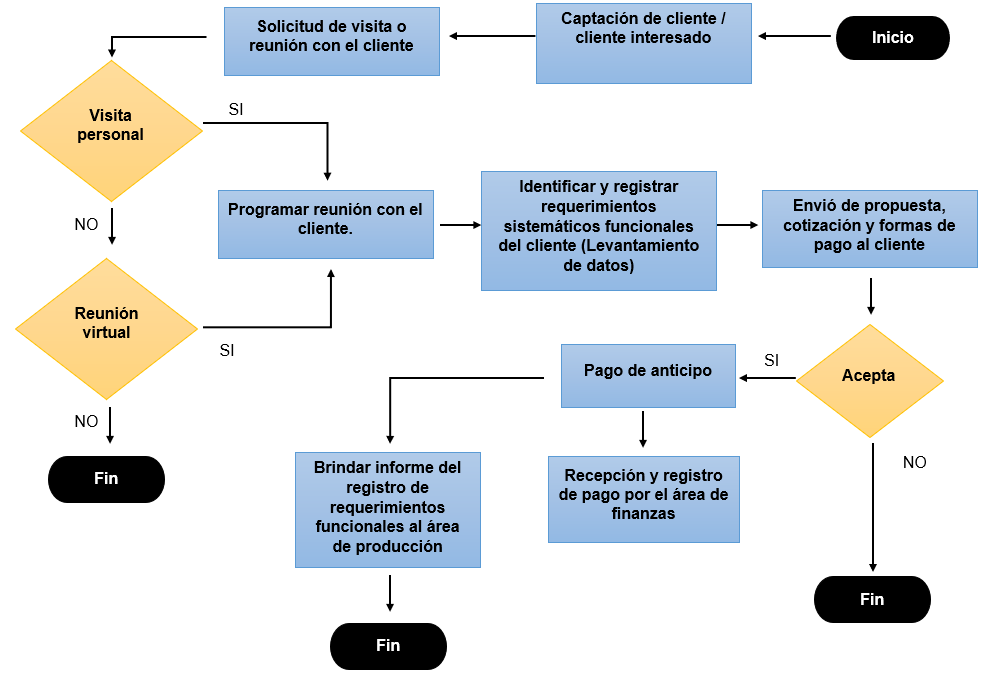 Inicio
Captación de cliente /
cliente interesado
Solicitud de visita o
reunión con el cliente
Visita
personal
SI
NO
Programar reunión con el
cliente.
Identificar y registrar
requerimientos
sistemáticos funcionales
del cliente (Levantamiento
de datos)
Envió de propuesta,
cotización y formas de
pago al cliente
Reunión
virtual
SI
NO
Fin
Acepta
SI
NO
Pago de anticipo
Recepción y registro
de pago por el área de
finanzas
Brindar informe del
registro de
requerimientos
funcionales al área
de producción
Fin
Fin